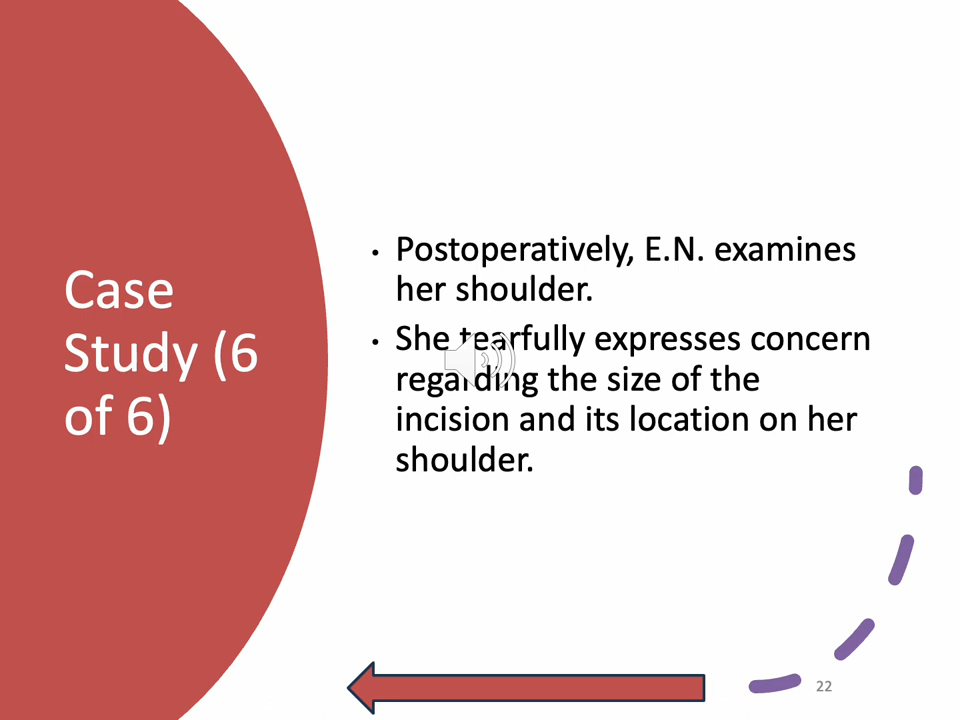 Case
Study (6
of 6)
• Postoperatively, E.N. examines
her shoulder.
• She tearfully expresses concern
regarding the size of the
incision and its location on her
shoulder.
22